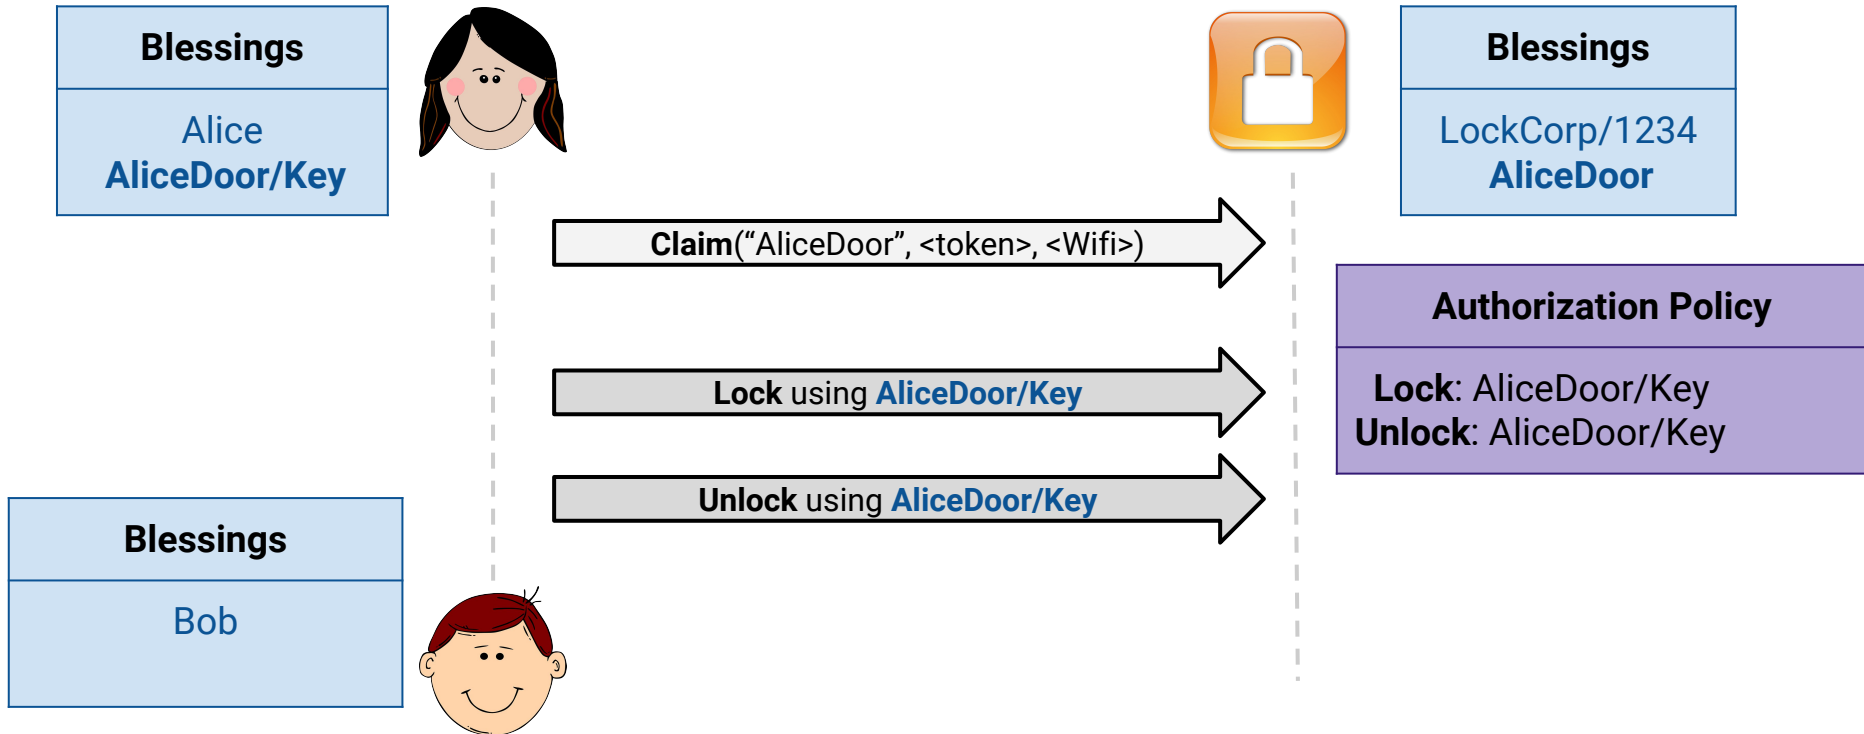 Blessings
Alice
AliceDoor/Key
Blessings
LockCorp/1234
AliceDoor
Claim(“AliceDoor”, <token>, <Wifi>)
Authorization Policy
Lock: AliceDoor/Key
Unlock: AliceDoor/Key
Lock using AliceDoor/Key
Unlock using AliceDoor/Key
Blessings
Bob